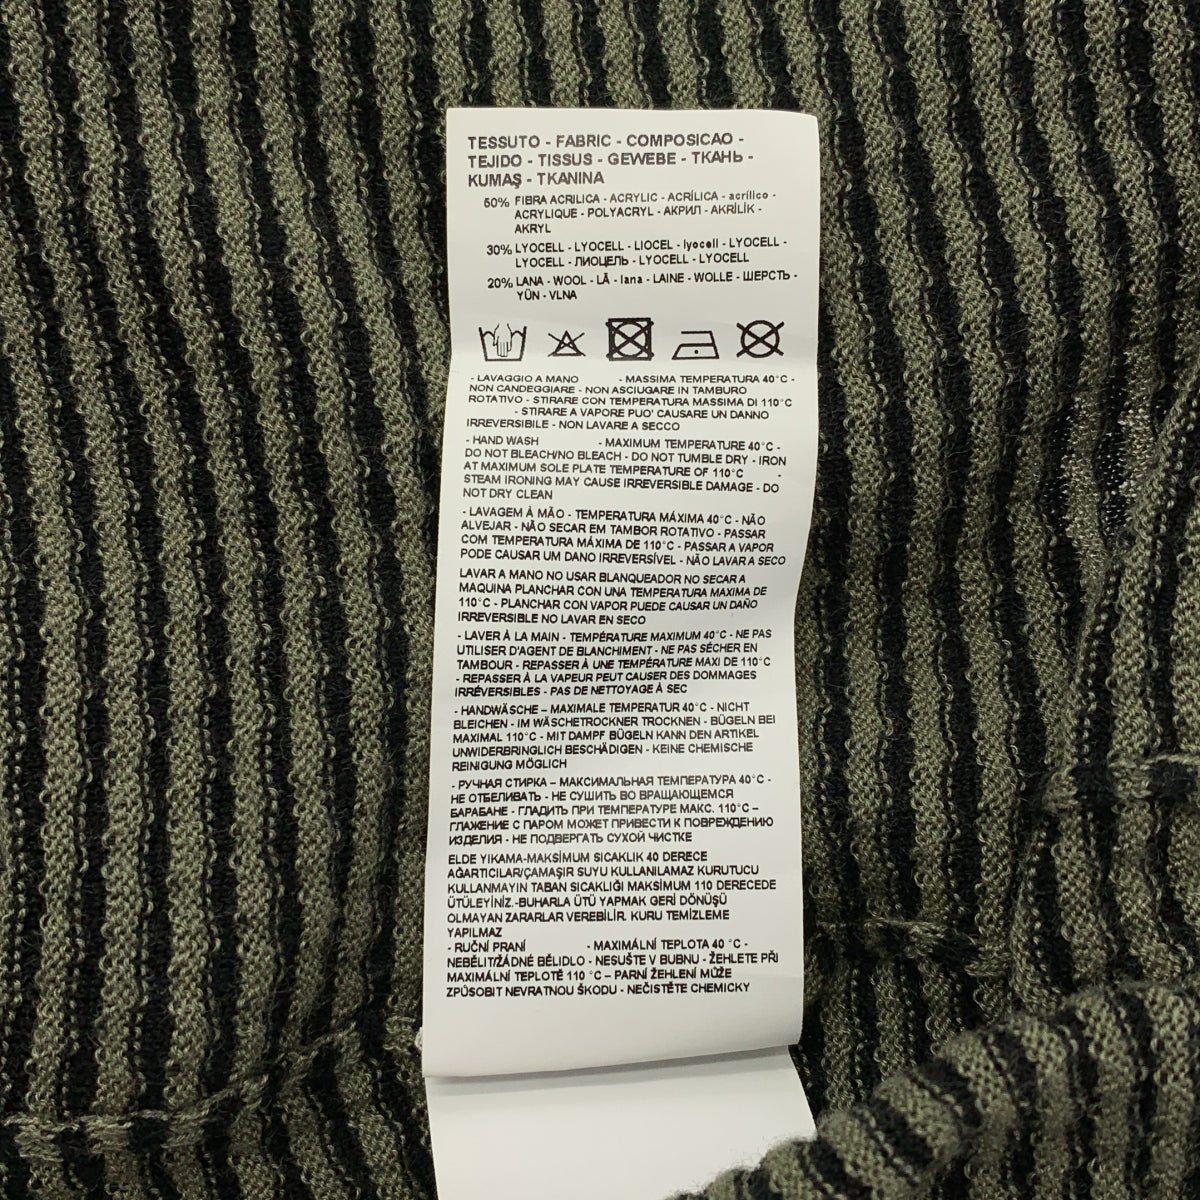 TESSUTO - FABRIC - COMPOSICAO -
TEJIDO - TISSUS - GEWEBE - ТКАНЬ -
KUMAŞ - TKANINA
50% FIBRA ACRILICA - ACRYLIC - ACRÍLICA - acrílico -
ACRYLIQUE - POLYACRYL - АКРИЛ - AKRİLİK -
AKRYL
30% LYOCELL - LYOCELL - LIOCEL - lyocell - LYOCELL -
LYOCELL - ЛИОЦЕЛЬ - LYOCELL - LYOCELL
20% LANA - WOOL - LÃ - lana - LAINE - WOLLE - ШЕРСТЬ -
YÜN - VLNA
- LAVAGGIO A MANO - MASSIMA TEMPERATURA 40°C -
NON CANDEGGIARE - NON ASCIUGARE IN TAMBURO
ROTATIVO - STIRARE CON TEMPERATURA MASSIMA DI 110°C
- STIRARE A VAPORE PUO' CAUSARE UN DANNO
IRREVERSIBILE - NON LAVARE A SECCO
- HAND WASH - MAXIMUM TEMPERATURE 40°C -
DO NOT BLEACH/NO BLEACH - DO NOT TUMBLE DRY - IRON
AT MAXIMUM SOLE PLATE TEMPERATURE OF 110°C -
STEAM IRONING MAY CAUSE IRREVERSIBLE DAMAGE - DO
NOT DRY CLEAN
- LAVAGEM À MÃO - TEMPERATURA MÁXIMA 40°C - NÃO
ALVEJAR - NÃO SECAR EM TAMBOR ROTATIVO - PASSAR
COM TEMPERATURA MÁXIMA DE 110°C - PASSAR A VAPOR
PODE CAUSAR UM DANO IRREVERSÍVEL - NÃO LAVAR A SECO
LAVAR A MANO NO USAR BLANQUEADOR NO SECAR A
MAQUINA PLANCHAR CON UNA TEMPERATURA MAXIMA DE
110°C - PLANCHAR CON VAPOR PUEDE CAUSAR UN DAÑO
IRREVERSIBLE NO LAVAR EN SECO
- LAVER À LA MAIN - TEMPÉRATURE MAXIMUM 40°C - NE PAS
UTILISER D'AGENT DE BLANCHIMENT - NE PAS SÉCHER EN
TAMBOUR - REPASSER À UNE TEMPÉRATURE MAXI DE 110°C
- REPASSER À LA VAPEUR PEUT CAUSER DES DOMMAGES
IRRÉVERSIBLES - PAS DE NETTOYAGE À SEC
- HANDWÄSCHE – MAXIMALE TEMPERATUR 40°C - NICHT
BLEICHEN - IM WÄSCHETROCKNER TROCKNEN - BÜGELN BEI
MAXIMAL 110°C - MIT DAMPF BÜGELN KANN DEN ARTIKEL
UNWIDERBRINGLICH BESCHÄDIGEN - KEINE CHEMISCHE
REINIGUNG MÖGLICH
- РУЧНАЯ СТИРКА – МАКСИМАЛЬНАЯ ТЕМПЕРАТУРА 40°C -
НЕ ОТБЕЛИВАТЬ - НЕ СУШИТЬ ВО ВРАЩАЮЩЕМСЯ
БАРАБАНЕ - ГЛАДИТЬ ПРИ ТЕМПЕРАТУРЕ МАКС. 110°C –
ГЛАЖЕНИЕ С ПАРОМ МОЖЕТ ПРИВЕСТИ К ПОВРЕЖДЕНИЮ
ИЗДЕЛИЯ - НЕ ПОДВЕРГАТЬ СУХОЙ ЧИСТКЕ
ELDE YIKAMA-MAKSİMUM SICAKLIK 40 DERECE
AĞARTICILAR/ÇAMAŞIR SUYU KULLANILAMAZ KURUTUCU
KULLANMAYIN TABAN SICAKLIĞI MAKSİMUM 110 DERECEDE
ÜTÜLEYİNİZ.-BUHARLA ÜTÜ YAPMAK GERİ DÖNÜŞÜ
OLMAYAN ZARARLAR VEREBİLİR. KURU TEMİZLEME
YAPILMAZ
- RUČNÍ PRANÍ - MAXIMÁLNÍ TEPLOTA 40 °C -
NEBĚLIT/ŽÁDNÉ BĚLIDLO - NESUŠTE V BUBNU - ŽEHLETE PŘI
MAXIMÁLNÍ TEPLOTĚ 110 °C – PARNÍ ŽEHLENÍ MŮŽE
ZPŮSOBIT NEVRATNOU ŠKODU - NEČISTĚTE CHEMICKY